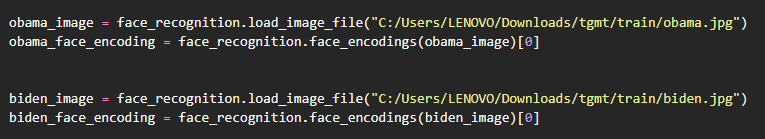 obama_image = face_recognition.load_image_file("C:/Users/LENOVO/Downloads/tgmt/train/obama.jpg")
obama_face_encoding = face_recognition.face_encodings(obama_image)[0]
biden_image = face_recognition.load_image_file("C:/Users/LENOVO/Downloads/tgmt/train/biden.jpg")
biden_face_encoding = face_recognition.face_encodings(biden_image)[0]